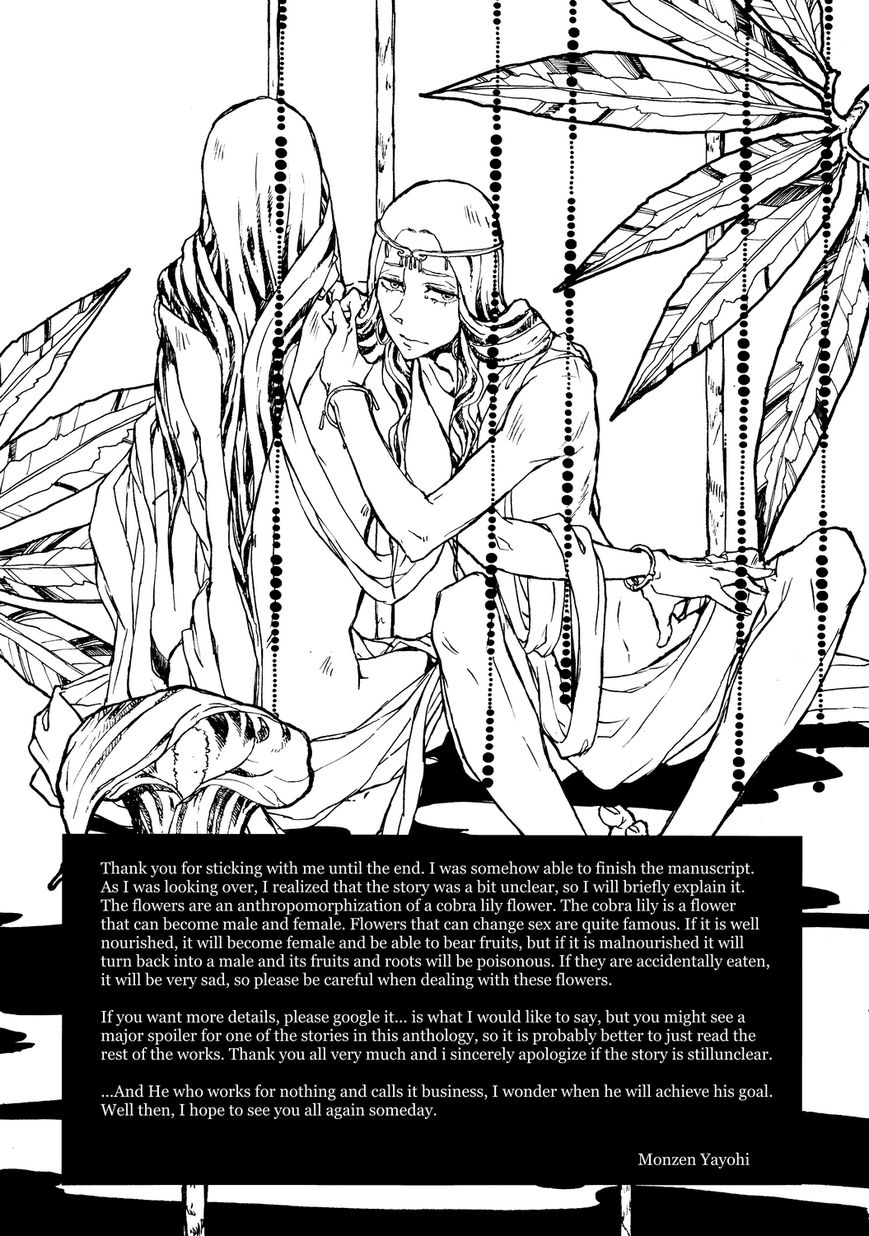 Thank you for sticking with me until the end. I was somehow able to finish the manuscript.
As I was looking over, I realized that the story was a bit unclear, so I will briefly explain it.
The flowers are an anthropomorphization of a cobra lily flower. The cobra lily is a flower
that can become male and female. Flowers that can change sex are quite famous. If it is well
nourished, it will become female and be able to bear fruits, but if it is malnourished it will
turn back into a male and its fruits and roots will be poisonous. If they are accidentally eaten,
it will be very sad, so please be careful when dealing with these flowers.
If you want more details, please google it... is what I would like to say, but you might see a
major spoiler for one of the stories in this anthology, so it is probably better to just read the
rest of the works. Thank you all very much and i sincerely apologize if the story is stillunclear.
...And He who works for nothing and calls it business, I wonder when he will achieve his goal.
Well then, I hope to see you all again someday.
Monzen Yayohi